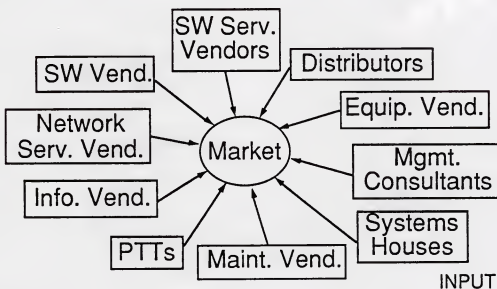 SW Serv.
Vendors
SW Vend.
Distributors
Network
Serv. Vend.
Equip. Vend.
Market
Info. Vend.
Mgmt.
Consultants
PTTs
Maint. Vend.
Systems
Houses
INPUT